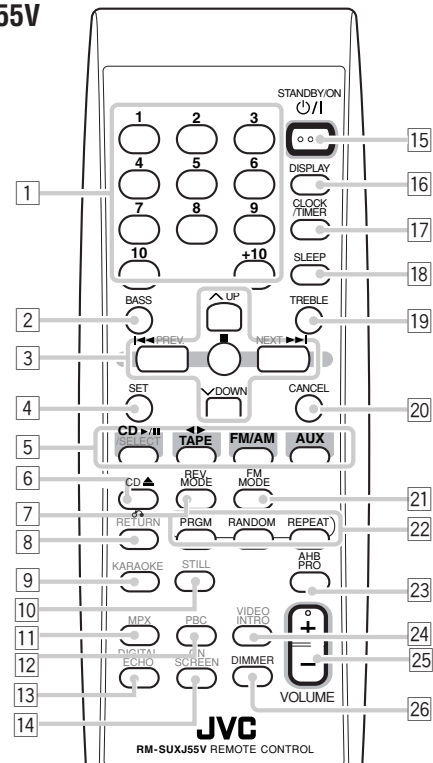 55V
STANDBY/ON
1 2 3
15
DISPLAY
16
4 5 6
1
CLOCK
/TIMER
17
7 8 9
SLEEP
18
10 +10
BASS UP TREBLE
2
19
PREV. NEXT
3
SET DOWN CANCEL
4
20
CD TAPE FM/AM AUX
/SELECT
5
6
CD REV
MODE FM
MODE
21
7
22
RETURN PRGM RANDOM REPEAT
8
AHB
PRO
KARAOKE STILL
9
23
10
MPX PBC VIDEO
INTRO
11
24
12
25
DIGITAL
ECHO ON
SCREEN DIMMER
13
14
+
–
VOLUME
26
JVC
RM-SUXJ55V REMOTE CONTROL